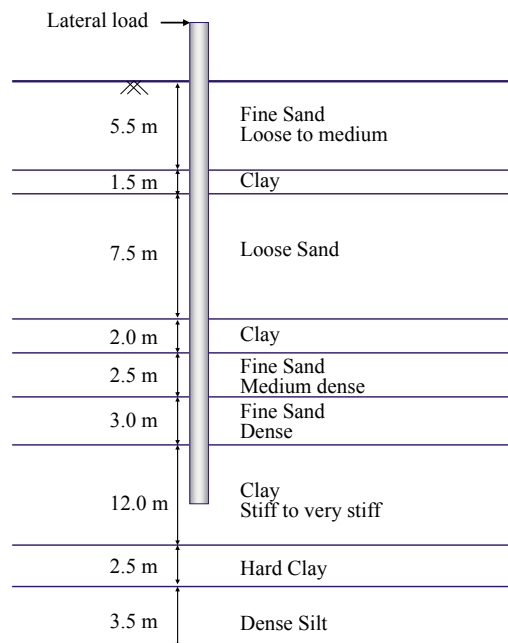 Lateral load
5.5 m
Fine Sand
Loose to medium
1.5 m
Clay
7.5 m
Loose Sand
2.0 m
Clay
2.5 m
Fine Sand
Medium dense
3.0 m
Fine Sand
Dense
12.0 m
Clay
Stiff to very stiff
2.5 m
Hard Clay
3.5 m
Dense Silt